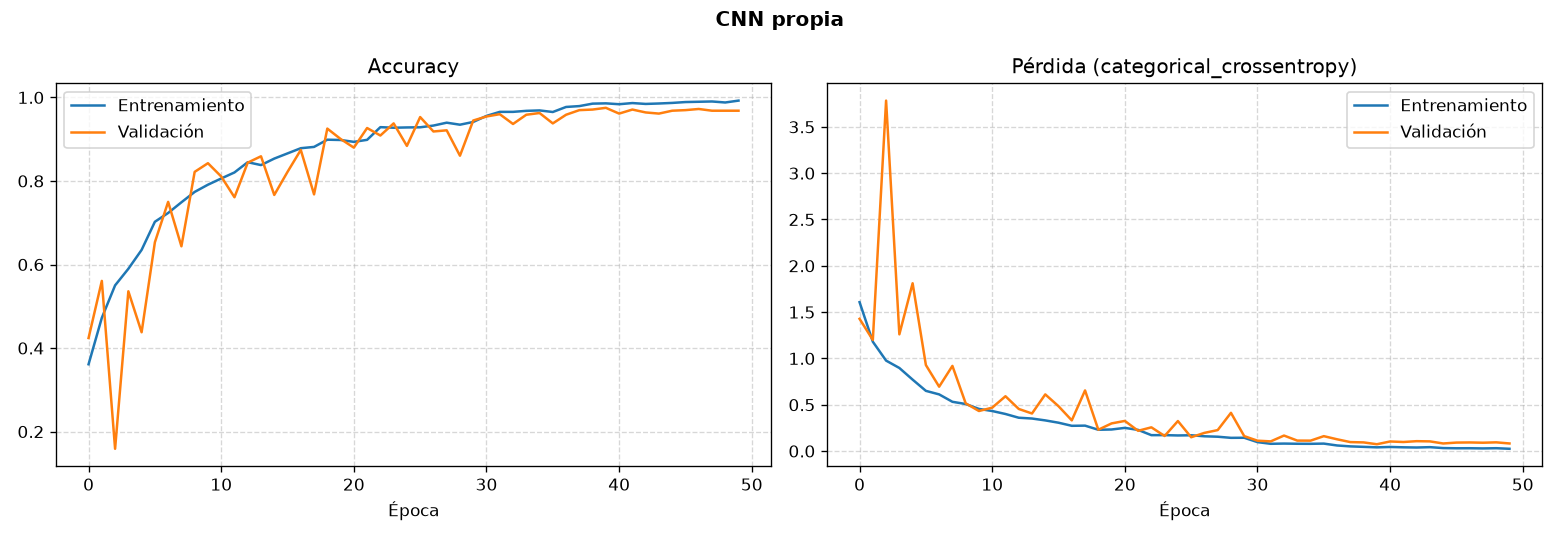 CNN propia
Accuracy
Entrenamiento
Validación
1.0
0.8
0.6
0.4
0.2
0 10 20 30 40 50
Época
Pérdida (categorical_crossentropy)
Entrenamiento
Validación
3.5
3.0
2.5
2.0
1.5
1.0
0.5
0.0
0 10 20 30 40 50
Época